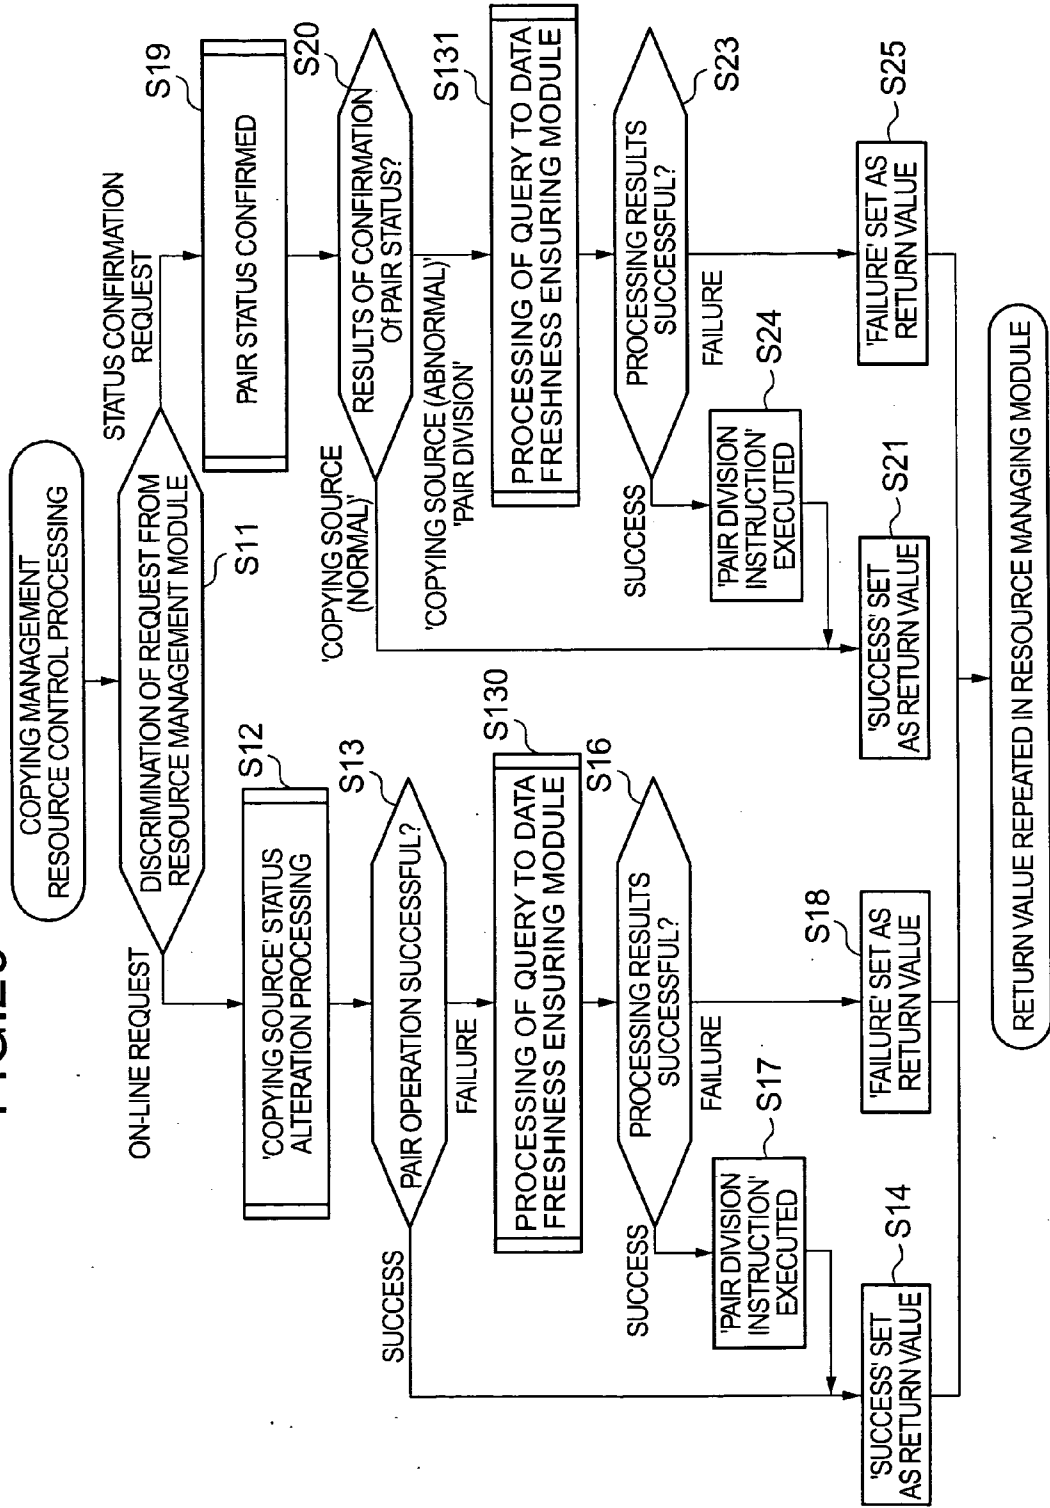 COPYING MANAGEMENT
RESOURCE CONTROL PROCESSING
DISCRIMINATION OF REQUEST FROM
RESOURCE MANAGEMENT MODULE
S11
ON-LINE REQUEST
STATUS CONFIRMATION
REQUEST
'COPYING SOURCE' STATUS
ALTERATION PROCESSING
S12
PAIR OPERATION SUCCESSFUL?
S13
SUCCESS
FAILURE
PROCESSING OF QUERY TO DATA
FRESHNESS ENSURING MODULE
S130
PROCESSING RESULTS
SUCCESSFUL?
S16
SUCCESS
FAILURE
'PAIR DIVISION
INSTRUCTION'
EXECUTED
S17
'SUCCESS' SET
AS RETURN VALUE
S14
'FAILURE' SET AS
RETURN VALUE
S18
PAIR STATUS CONFIRMED
S19
RESULTS OF CONFIRMATION
Of PAIR STATUS?
S20
'COPYING SOURCE
(NORMAL)'
'COPYING SOURCE (ABNORMAL)'
'PAIR DIVISION'
PROCESSING OF QUERY TO DATA
FRESHNESS ENSURING MODULE
S131
PROCESSING RESULTS
SUCCESSFUL?
S23
SUCCESS
FAILURE
'PAIR DIVISION
INSTRUCTION'
EXECUTED
S24
'SUCCESS' SET
AS RETURN VALUE
S21
'FAILURE' SET AS
RETURN VALUE
S25
RETURN VALUE REPEATED IN RESOURCE MANAGING MODULE